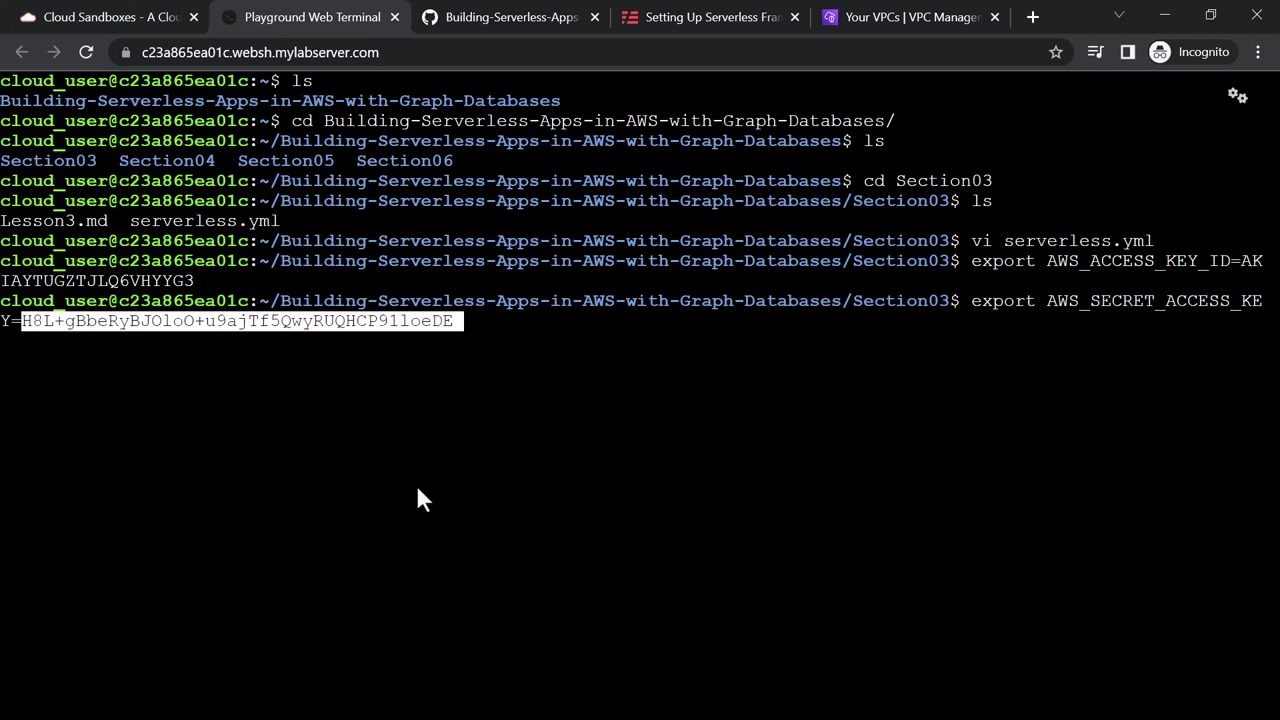 Cloud Sandboxes - A Clou
Playground Web Terminal
Building-Serverless-Apps-
Setting Up Serverless Fram
Your VPCs | VPC Manager
c23a865ea01c.websh.mylabserver.com
Incognito
cloud_user@c23a865ea01c:~$ ls
Building-Serverless-Apps-in-AWS-with-Graph-Databases
cloud_user@c23a865ea01c:~$ cd Building-Serverless-Apps-in-AWS-with-Graph-Databases/
cloud_user@c23a865ea01c:~/Building-Serverless-Apps-in-AWS-with-Graph-Databases$ ls
Section03 Section04 Section05 Section06
cloud_user@c23a865ea01c:~/Building-Serverless-Apps-in-AWS-with-Graph-Databases$ cd Section03
cloud_user@c23a865ea01c:~/Building-Serverless-Apps-in-AWS-with-Graph-Databases/Section03$ ls
Lesson3.md serverless.yml
cloud_user@c23a865ea01c:~/Building-Serverless-Apps-in-AWS-with-Graph-Databases/Section03$ vi serverless.yml
cloud_user@c23a865ea01c:~/Building-Serverless-Apps-in-AWS-with-Graph-Databases/Section03$ export AWS_ACCESS_KEY_ID=AK
IAYTUGZTJLQ6VHYYG3
cloud_user@c23a865ea01c:~/Building-Serverless-Apps-in-AWS-with-Graph-Databases/Section03$ export AWS_SECRET_ACCESS_KE
Y=H8L+gBbeRyBJOloO+u9ajTf5QwyRUQHCP91loeDE